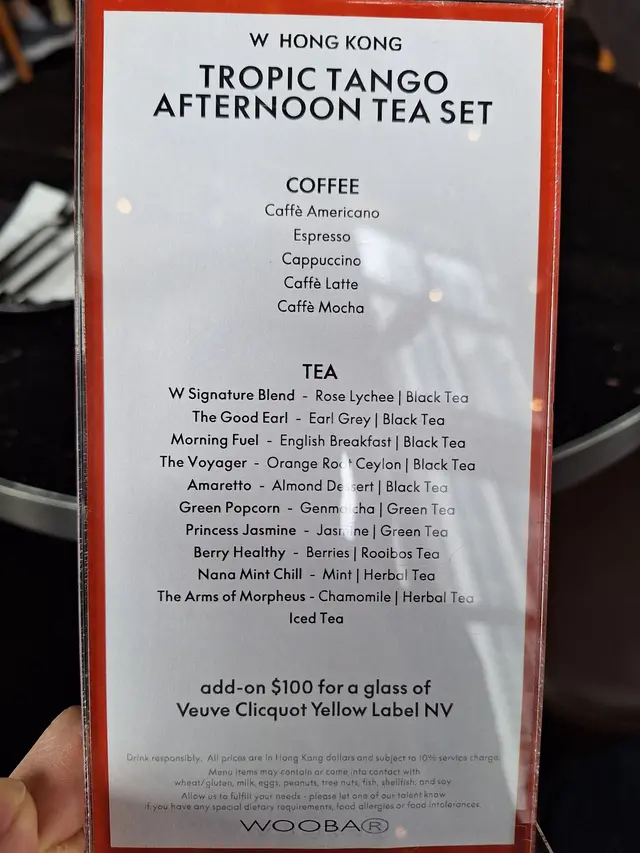 W HONG KONG
TROPIC TANGO
AFTERNOON TEA SET
COFFEE
Caffè Americano
Espresso
Cappuccino
Caffè Latte
Caffè Mocha
TEA
W Signature Blend - Rose Lychee | Black Tea
The Good Earl - Earl Grey | Black Tea
Morning Fuel - English Breakfast | Black Tea
The Voyager - Orange Root Ceylon | Black Tea
Amaretto - Almond Dessert | Black Tea
Green Popcorn - Genmaicha | Green Tea
Princess Jasmine - Jasmine | Green Tea
Berry Healthy - Berries | Rooibos Tea
Nana Mint Chill - Mint | Herbal Tea
The Arms of Morpheus - Chamomile | Herbal Tea
Iced Tea
add-on $100 for a glass of
Veuve Clicquot Yellow Label NV
Drink responsibly. All prices are in Hong Kong dollars and subject to 10% service charge.
Menu items may contain or come into contact with
wheat/gluten, milk, eggs, peanuts, tree nuts, fish, shellfish, and soy.
Allow us to fulfill your needs - please let one of our talent know
if you have any special dietary requirements, food allergies or food intolerances.
WOOBAⓇ